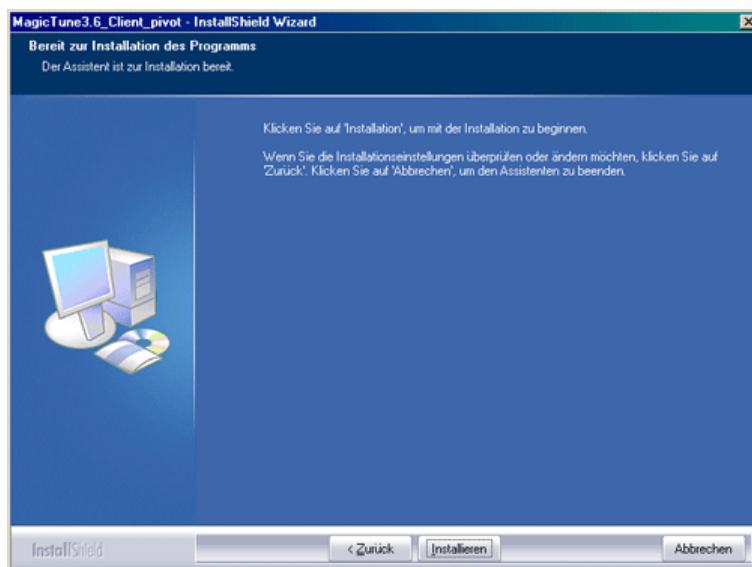 MagicTune3.6_Client_pivot - InstallShield Wizard
Bereit zur Installation des Programms
Der Assistent ist zur Installation bereit.
Klicken Sie auf 'Installation', um mit der Installation zu beginnen.
Wenn Sie die Installationseinstellungen überprüfen oder ändern möchten, klicken Sie auf
'Zurück'. Klicken Sie auf 'Abbrechen', um den Assistenten zu beenden.
InstallShield
< Zurück
Installieren
Abbrechen